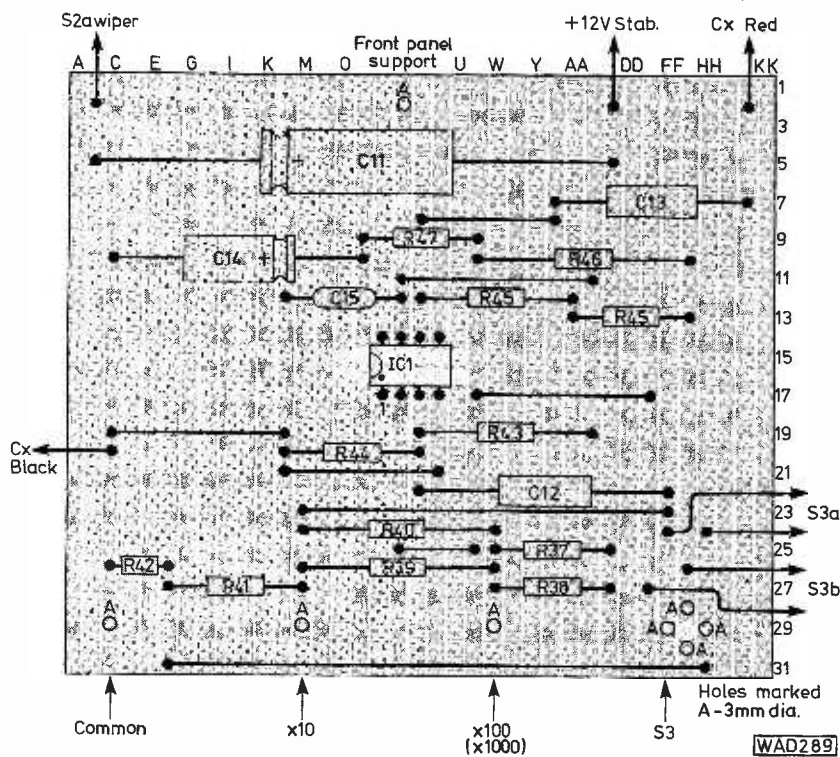 S2a wiper
+12V Stab.
Cx Red
Front panel
support
A C E G I K M O U W Y AA DD FF HH KK
A
1
3
C11
5
C13
7
R47
9
C14 +
R46
11
C15
R45
R45
13
IC1
15
1
17
R43
19
Cx
Black
R44
21
C12
23
S3a
R40
25
R37
R42
R39
R41
R38
27
S3b
A
A
A
A
A
A
A
29
31
Common
x10
x100
(x1000)
S3
Holes marked
A-3mm dia.
WAD289